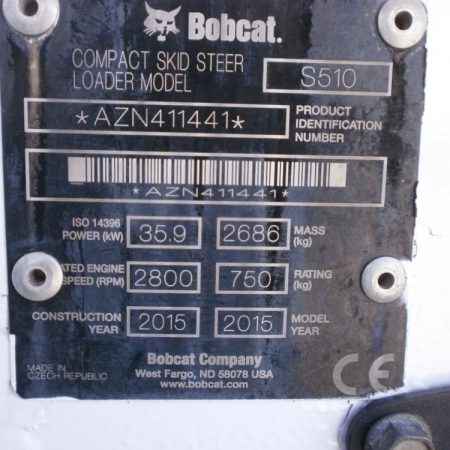 Bobcat.
COMPACT SKID STEER
LOADER MODEL
S510
*AZN411441*
PRODUCT
IDENTIFICATION
NUMBER
*AZN411441*
ISO 14396
POWER (kW)
35.9
2686
MASS
(kg)
RATED ENGINE
SPEED (RPM)
2800
750
RATING
(kg)
CONSTRUCTION
YEAR
2015
2015
MODEL
YEAR
Bobcat Company
West Fargo, ND 58078 USA
www.bobcat.com
MADE IN
CZECH REPUBLIC
CE